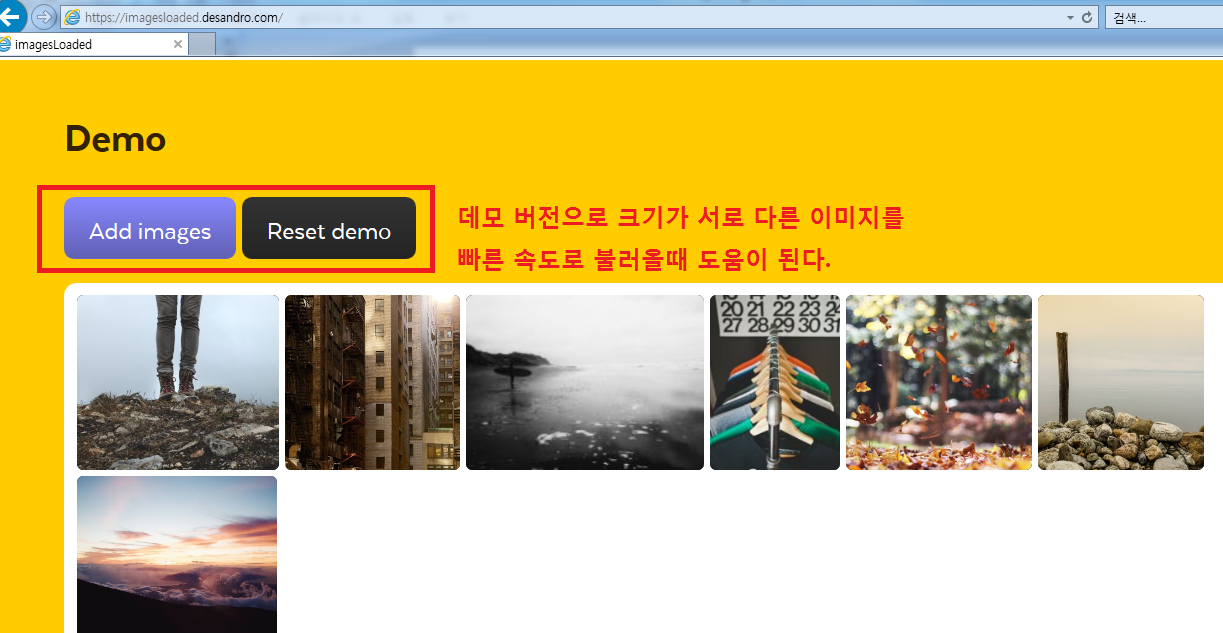 https://imagesloaded.desandro.com/
검색...
imagesLoaded
Demo
Add images
Reset demo
데모 버전으로 크기가 서로 다른 이미지를
빠른 속도로 불러올때 도움이 된다.
20 21 22 23 24
27 28 29 30 31